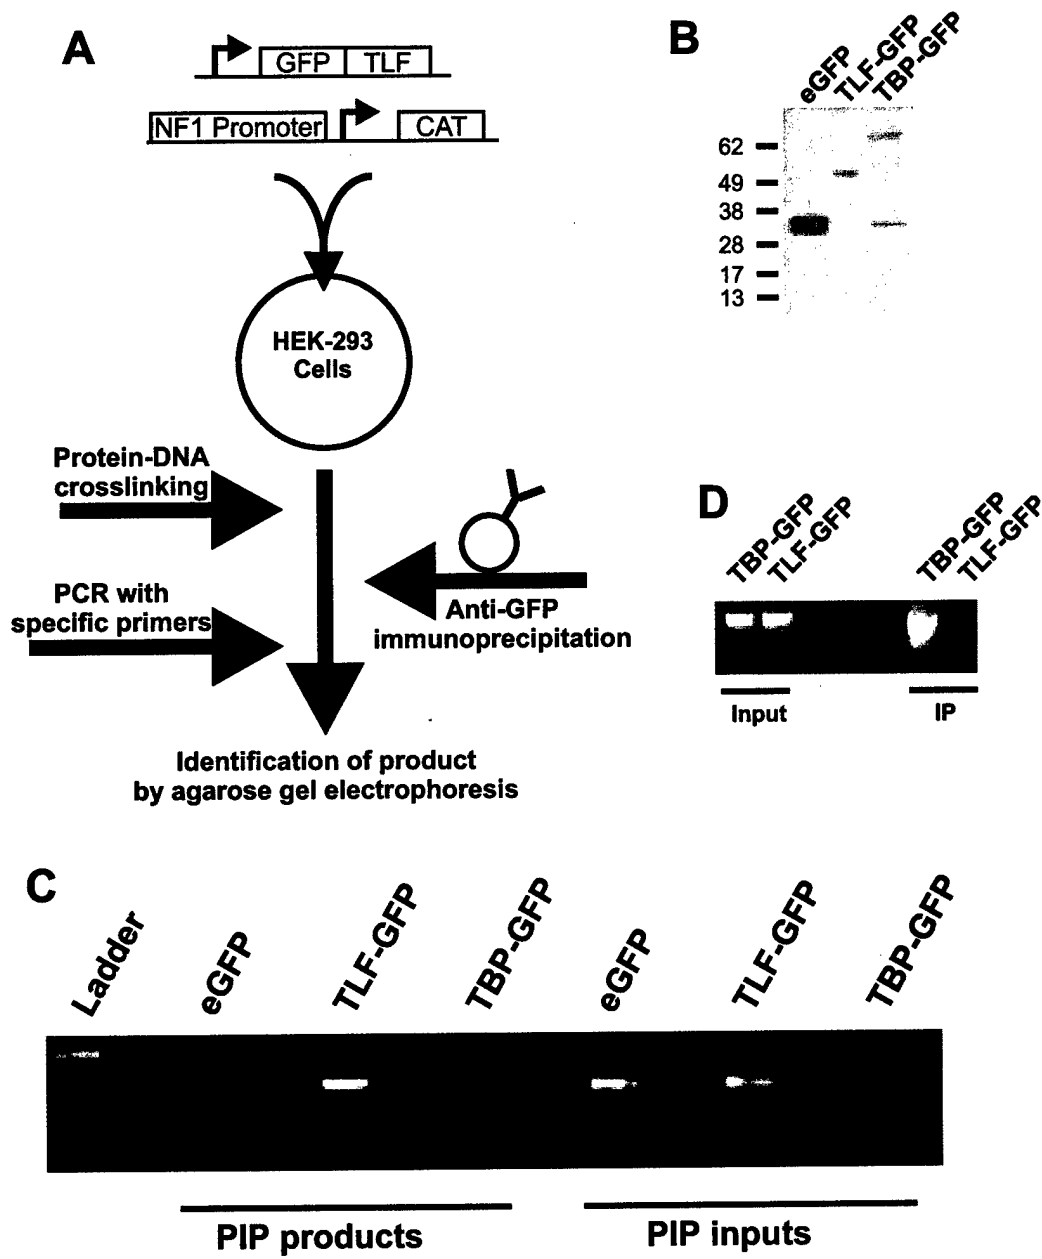 A
GFP TLF
NF1 Promoter CAT
HEK-293
Cells
Protein-DNA
crosslinking
PCR with
specific primers
Anti-GFP
immunoprecipitation
Identification of product
by agarose gel electrophoresis
B
eGFP
TLF-GFP
TBP-GFP
62
49
38
28
17
13
D
TBP-GFP
TLF-GFP
TBP-GFP
TLF-GFP
Input
IP
C
Ladder
eGFP
TLF-GFP
TBP-GFP
eGFP
TLF-GFP
TBP-GFP
PIP products
PIP inputs